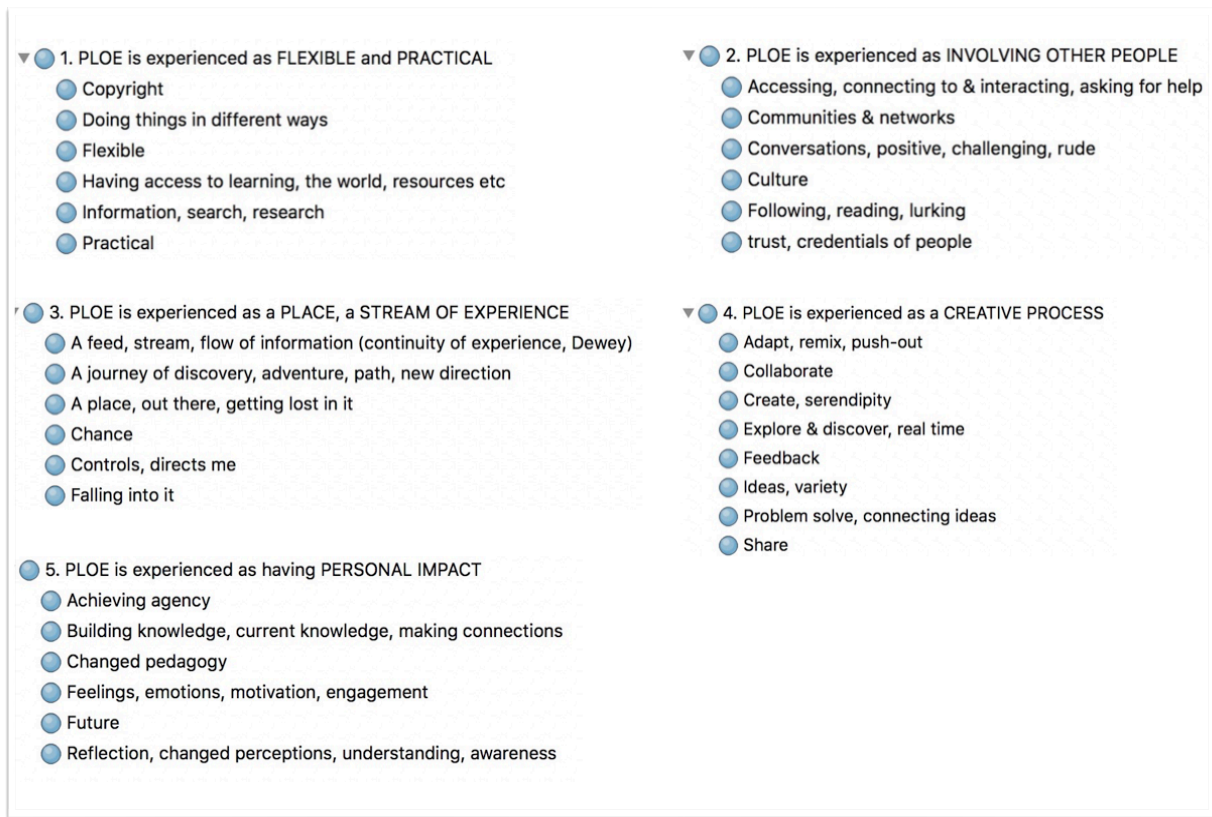 1. PLOE is experienced as FLEXIBLE and PRACTICAL
Copyright
Doing things in different ways
Flexible
Having access to learning, the world, resources etc
Information, search, research
Practical
2. PLOE is experienced as INVOLVING OTHER PEOPLE
Accessing, connecting to & interacting, asking for help
Communities & networks
Conversations, positive, challenging, rude
Culture
Following, reading, lurking
trust, credentials of people
3. PLOE is experienced as a PLACE, a STREAM OF EXPERIENCE
A feed, stream, flow of information (continuity of experience, Dewey)
A journey of discovery, adventure, path, new direction
A place, out there, getting lost in it
Chance
Controls, directs me
Falling into it
4. PLOE is experienced as a CREATIVE PROCESS
Adapt, remix, push-out
Collaborate
Create, serendipity
Explore & discover, real time
Feedback
Ideas, variety
Problem solve, connecting ideas
Share
5. PLOE is experienced as having PERSONAL IMPACT
Achieving agency
Building knowledge, current knowledge, making connections
Changed pedagogy
Feelings, emotions, motivation, engagement
Future
Reflection, changed perceptions, understanding, awareness